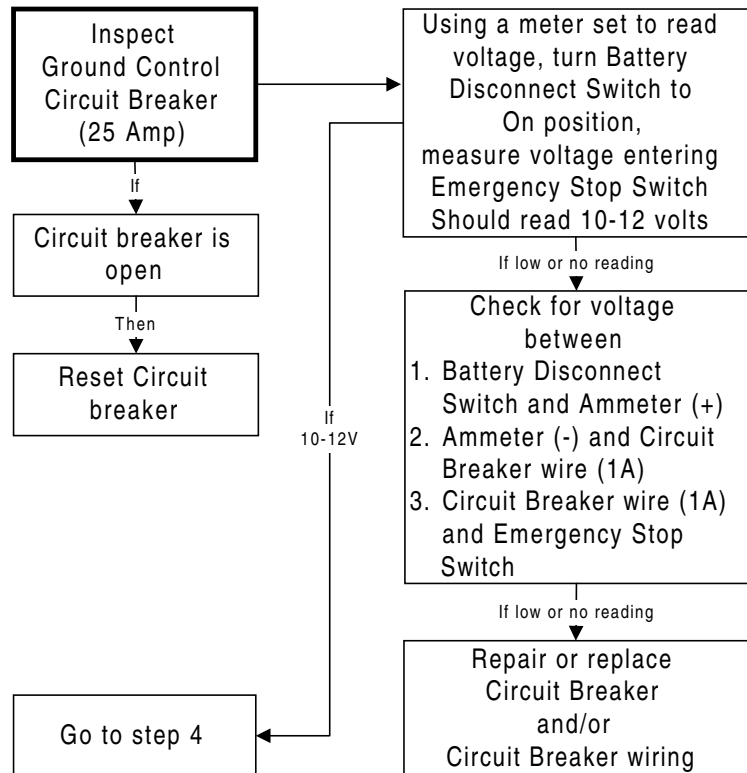 Inspect
Ground Control
Circuit Breaker
(25 Amp)
If
Circuit breaker is
open
Then
Reset Circuit
breaker
Using a meter set to read
voltage, turn Battery
Disconnect Switch to
On position,
measure voltage entering
Emergency Stop Switch
Should read 10-12 volts
If low or no reading
Check for voltage
between
1. Battery Disconnect
Switch and Ammeter (+)
2. Ammeter (-) and Circuit
Breaker wire (1A)
3. Circuit Breaker wire (1A)
and Emergency Stop
Switch
If low or no reading
Repair or replace
Circuit Breaker
and/or
Circuit Breaker wiring
If
10-12V
Go to step 4